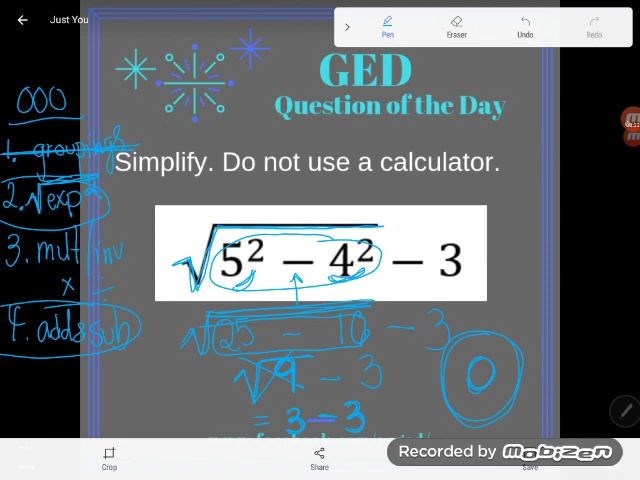 Just You
Pen
Eraser
Undo
Redo
GED
Question of the Day
Simplify. Do not use a calculator.
√5² − 4² − 3
OOO
1. groupings
2. √exp
3. mult/inv
× ÷
4. add & sub
√25 − 16 − 3
√9 − 3
= 3 − 3
0
Crop
Share
Save
Recorded by Mobizen